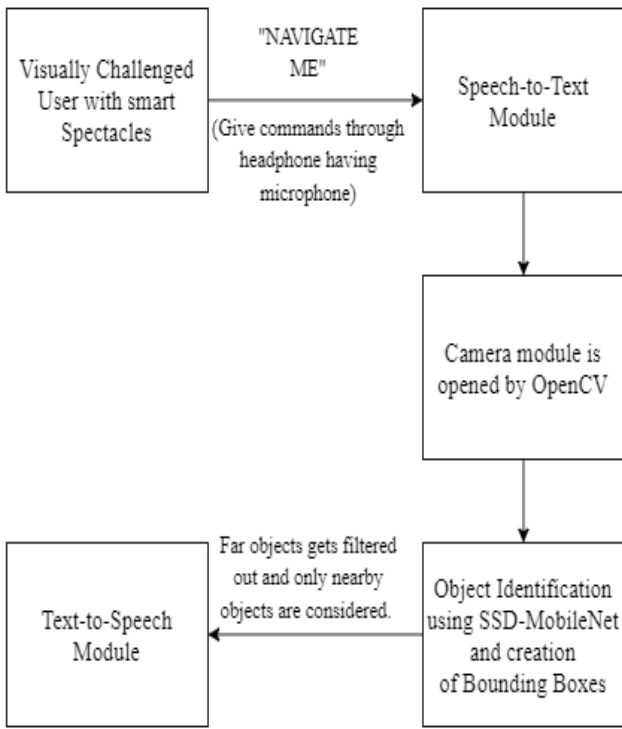 Visually Challenged
User with smart
Spectacles
"NAVIGATE
ME"
(Give commands through
headphone having
microphone)
Speech-to-Text
Module
Camera module is
opened by OpenCV
Object Identification
using SSD-MobileNet
and creation
of Bounding Boxes
Far objects gets filtered
out and only nearby
objects are considered.
Text-to-Speech
Module